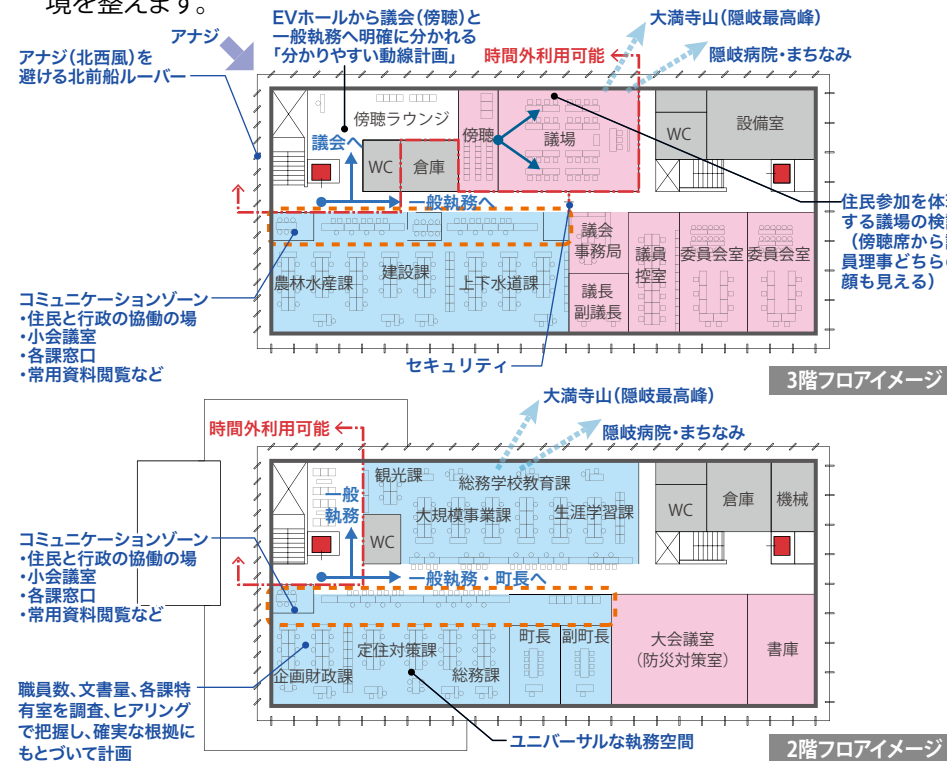 境を整えます。
EVホールから議会(傍聴)と
一般執務へ明確に分かれる
「分かりやすい動線計画」
大満寺山(隠岐最高峰)
アナジ
アナジ(北西風)を
避ける北前船ルーバー
時間外利用可能
隠岐病院・まちなみ
傍聴ラウンジ
議会へ
WC
倉庫
傍聴
議場
WC
設備室
一般執務へ
住民参加を体
する議場の検
(傍聴席から
員理事どちらの
顔も見える)
農林水産課
建設課
上下水道課
議会
事務局
議長
副議長
議員
控室
委員会室
委員会室
コミュニケーションゾーン
・住民と行政の協働の場
・小会議室
・各課窓口
・常用資料閲覧など
セキュリティ
3階フロアイメージ
大満寺山(隠岐最高峰)
時間外利用可能
隠岐病院・まちなみ
観光課
総務学校教育課
一般
執務
大規模事業課
生涯学習課
WC
WC
倉庫
機械
コミュニケーションゾーン
・住民と行政の協働の場
・小会議室
・各課窓口
・常用資料閲覧など
一般執務・町長へ
企画財政課
定住対策課
総務課
町長
副町長
大会議室
(防災対策室)
書庫
職員数、文書量、各課特
有室を調査、ヒアリング
で把握し、確実な根拠に
もとづいて計画
ユニバーサルな執務空間
2階フロアイメージ